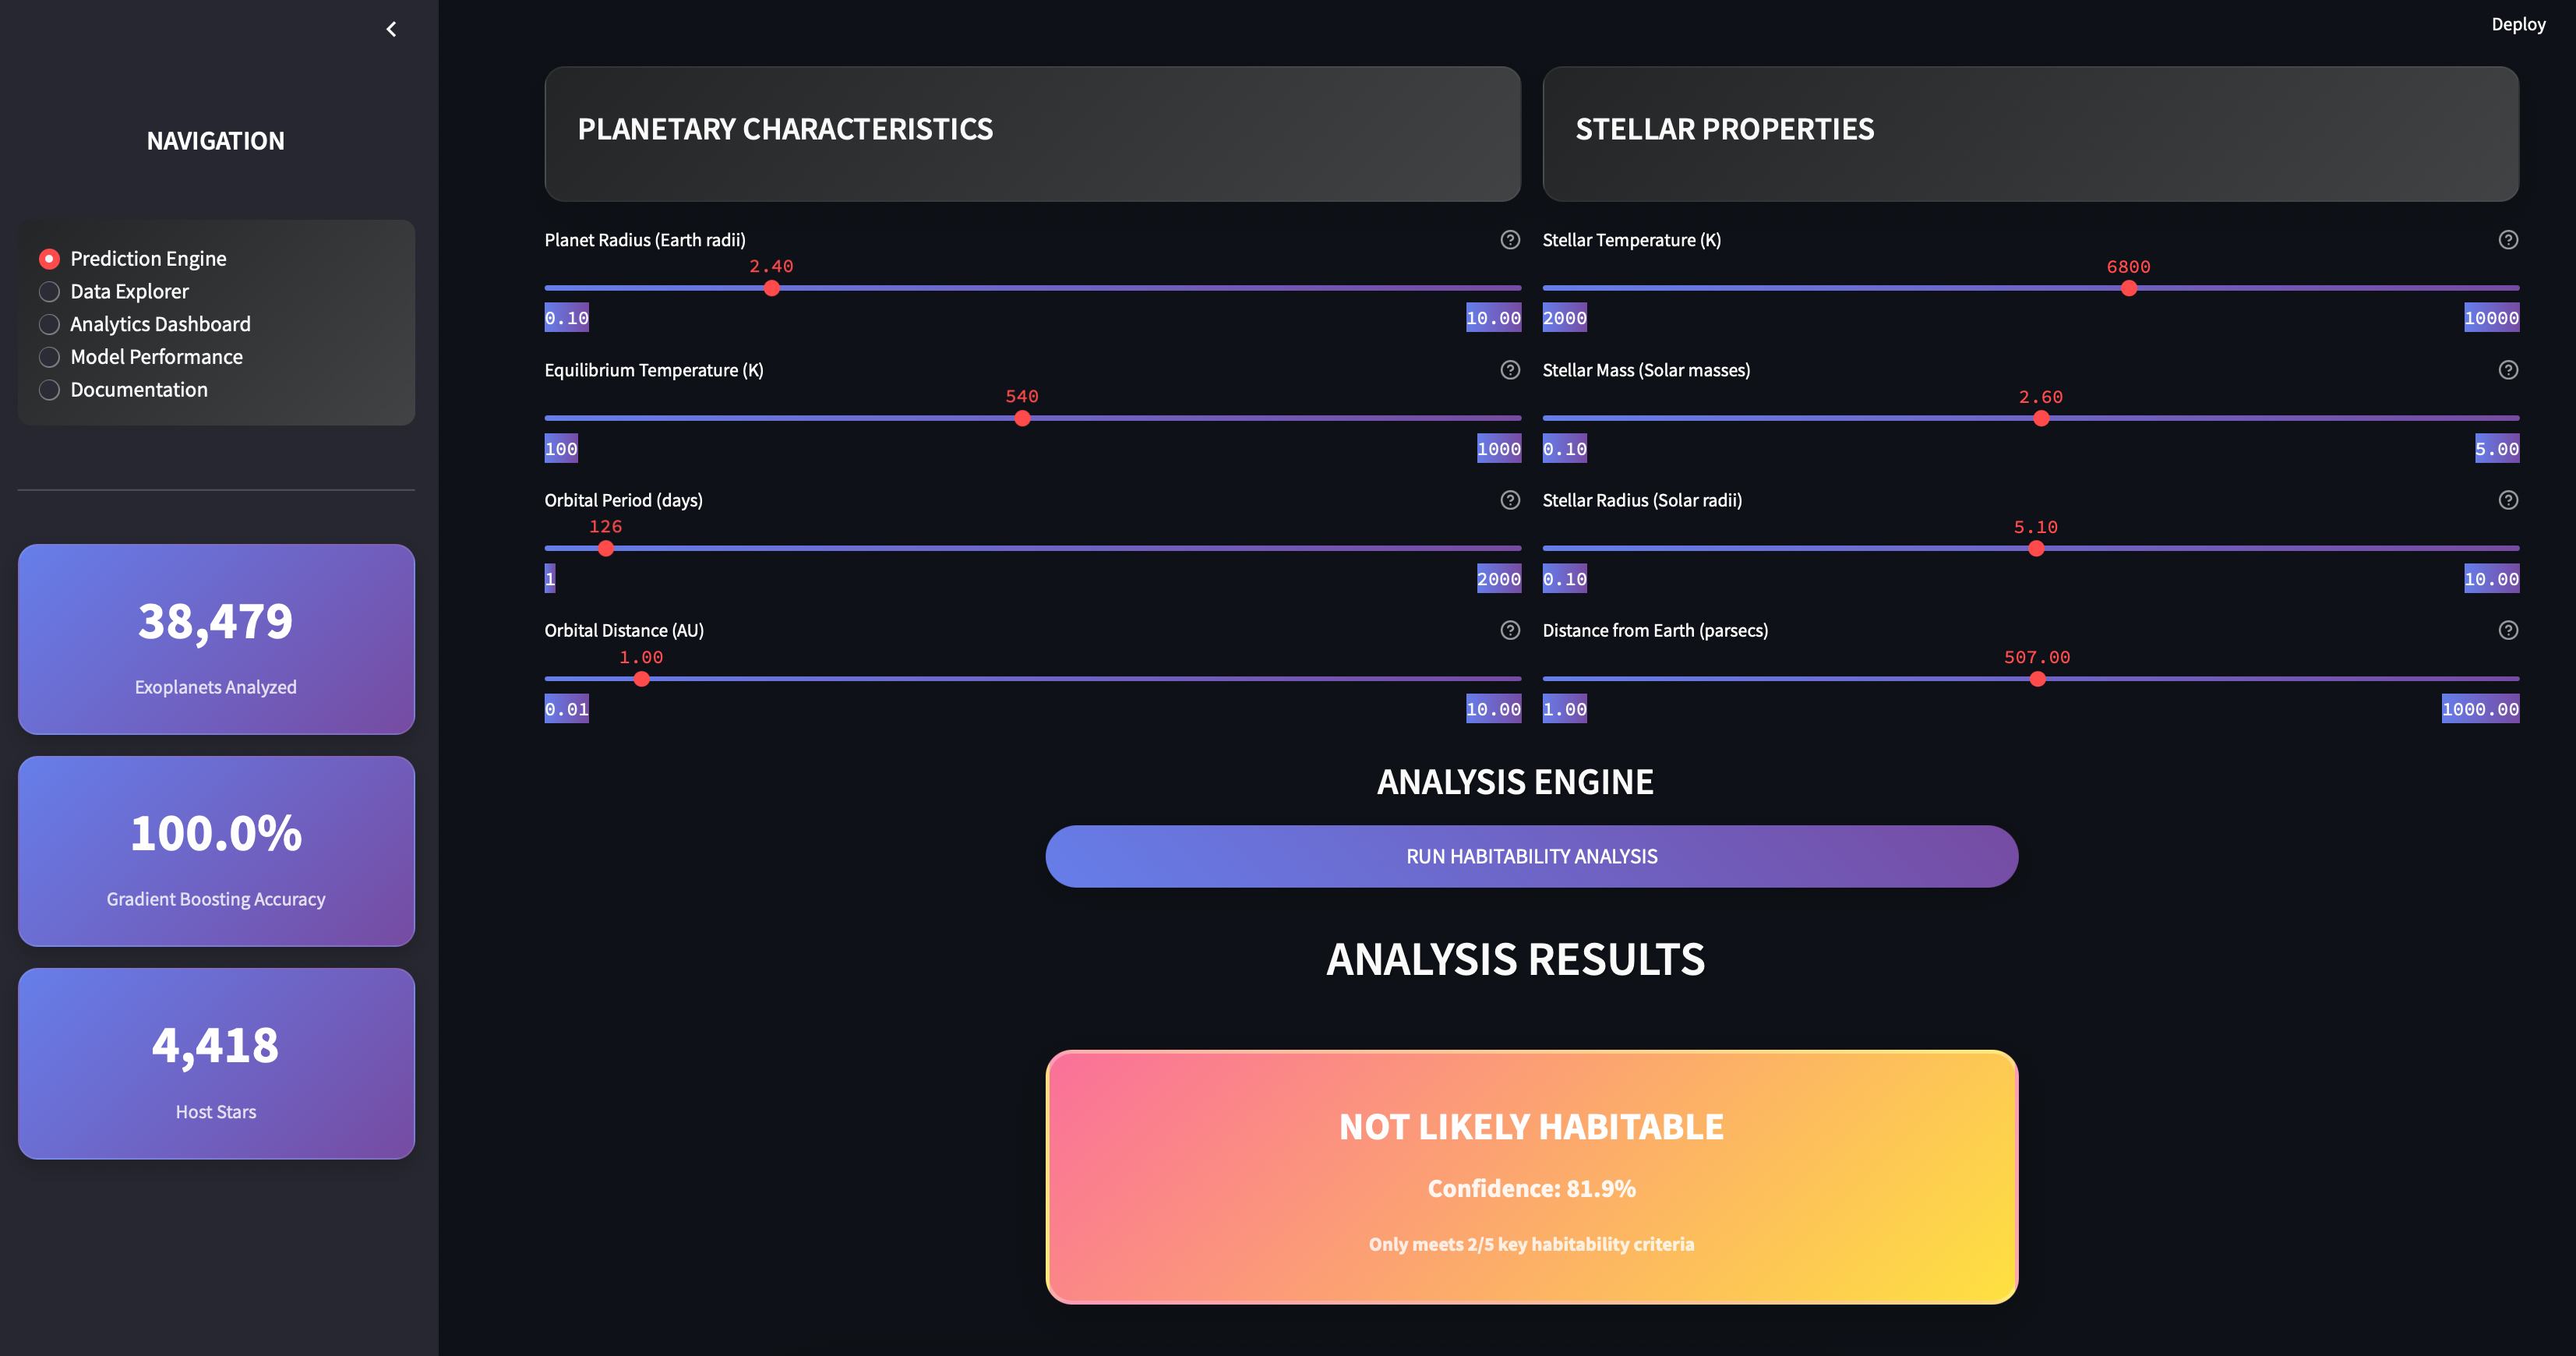 Deploy
NAVIGATION
Prediction Engine
Data Explorer
Analytics Dashboard
Model Performance
Documentation
38,479
Exoplanets Analyzed
100.0%
Gradient Boosting Accuracy
4,418
Host Stars
PLANETARY CHARACTERISTICS
Planet Radius (Earth radii)
2.40
0.10 10.00
Equilibrium Temperature (K)
540
100 1000
Orbital Period (days)
126
1 2000
Orbital Distance (AU)
1.00
0.01 10.00
STELLAR PROPERTIES
Stellar Temperature (K)
6800
2000 10000
Stellar Mass (Solar masses)
2.60
0.10 5.00
Stellar Radius (Solar radii)
5.10
0.10 10.00
Distance from Earth (parsecs)
507.00
1.00 1000.00
ANALYSIS ENGINE
RUN HABITABILITY ANALYSIS
ANALYSIS RESULTS
NOT LIKELY HABITABLE
Confidence: 81.9%
Only meets 2/5 key habitability criteria